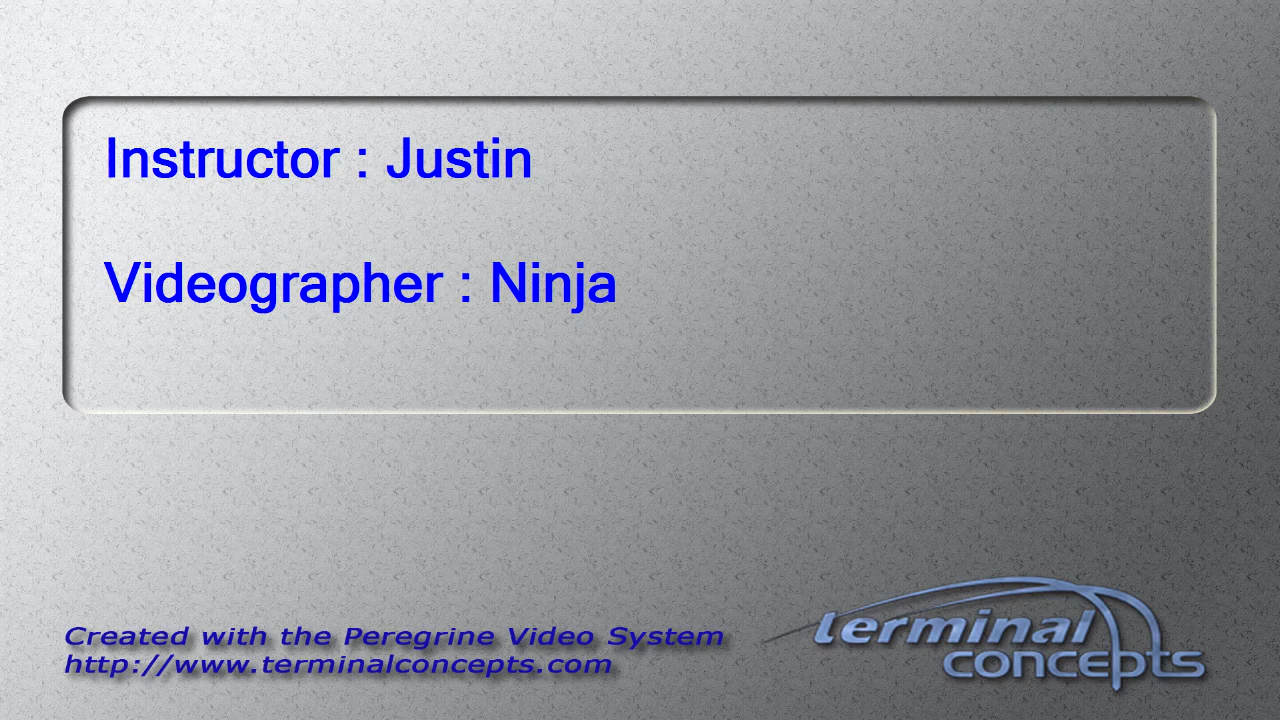 Instructor : Justin
Videographer : Ninja
Created with the Peregrine Video System
http://www.terminalconcepts.com
terminal
concepts